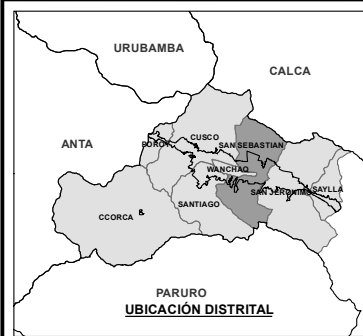 URUBAMBA
CALCA
ANTA
CUSCO
POROY
SAN SEBASTIAN
WANCHAQ
SAN JERONIMO
SAYLLA
CCORCA
SANTIAGO
PARURO
UBICACIÓN DISTRITAL